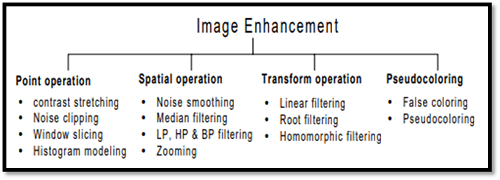 Image Enhancement
Point operation
• contrast stretching
• Noise clipping
• Window slicing
• Histogram modeling
Spatial operation
• Noise smoothing
• Median filtering
• LP, HP & BP filtering
• Zooming
Transform operation
• Linear filtering
• Root filtering
• Homomorphic filtering
Pseudocoloring
• False coloring
• Pseudocoloring